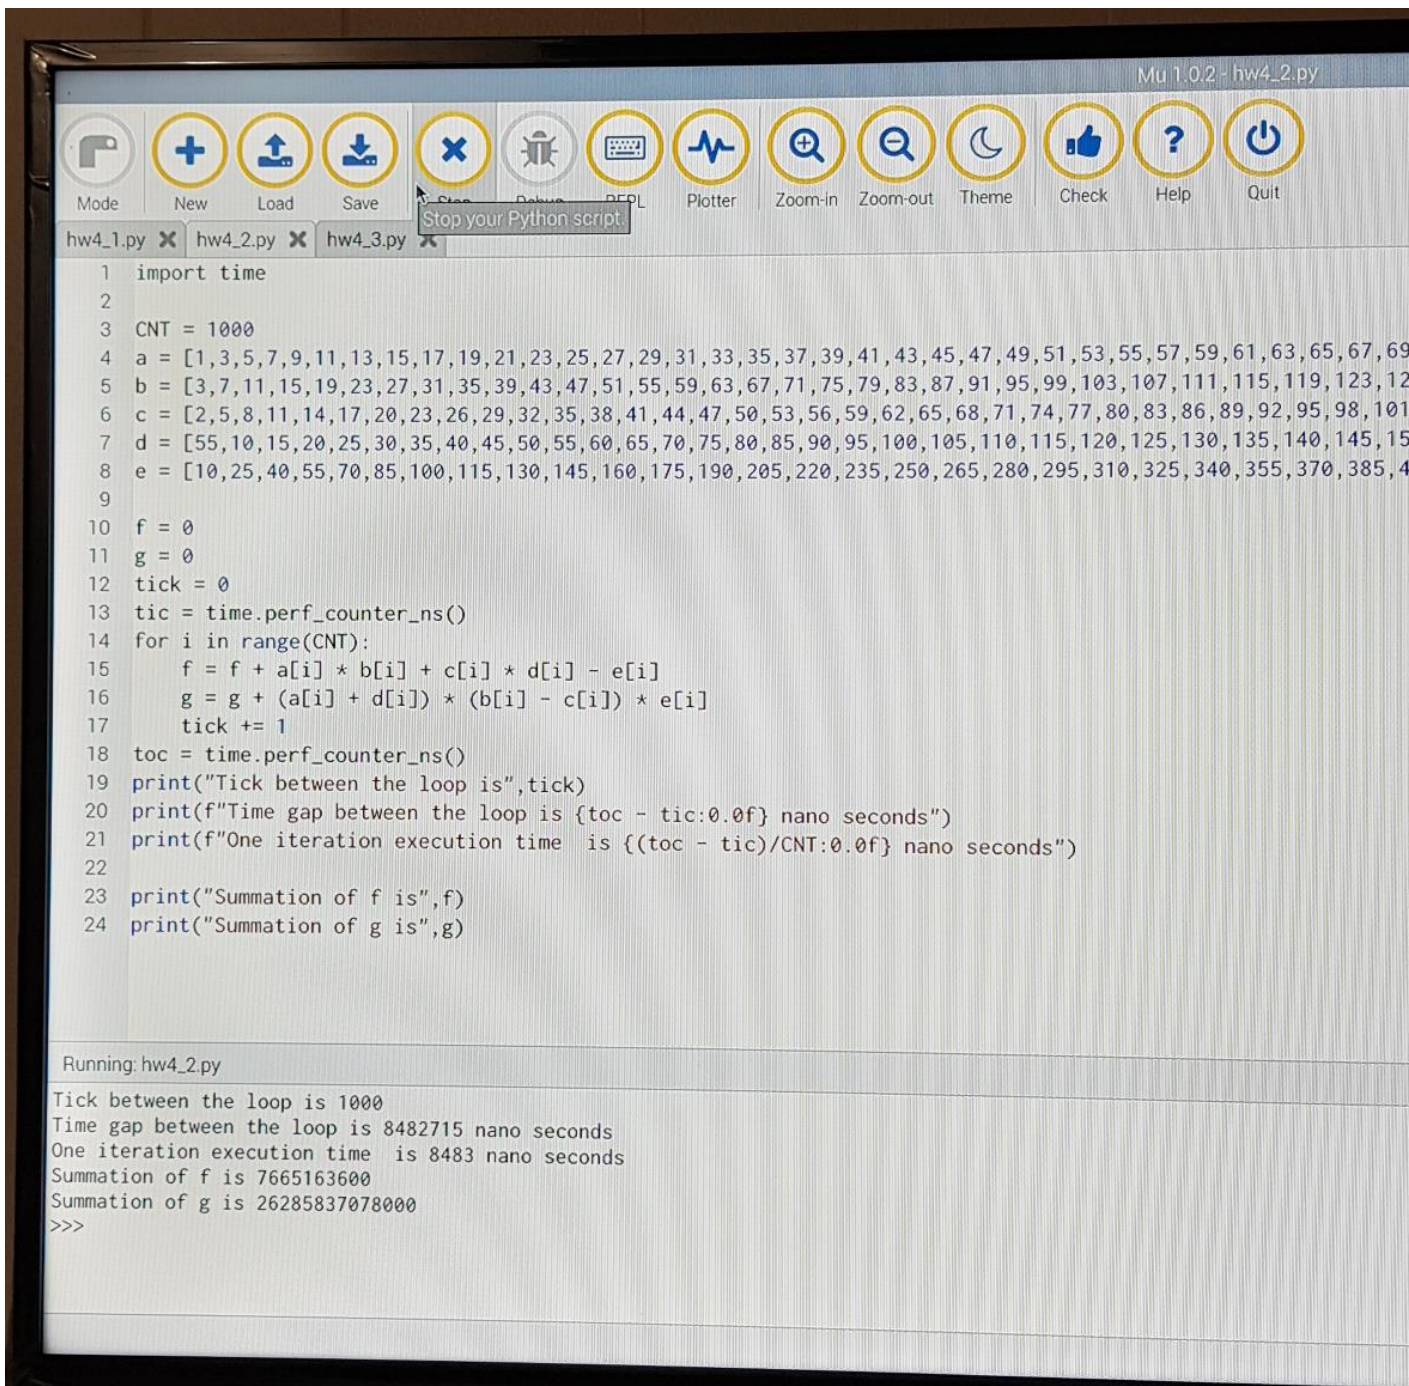 Mu 1.0.2 - hw4_2.py
Mode New Load Save Plotter Zoom-in Zoom-out Theme Check Help Quit
Stop your Python script.
hw4_1.py hw4_2.py hw4_3.py
1 import time
2
3 CNT = 1000
4 a = [1,3,5,7,9,11,13,15,17,19,21,23,25,27,29,31,33,35,37,39,41,43,45,47,49,51,53,55,57,59,61,63,65,67,69
5 b = [3,7,11,15,19,23,27,31,35,39,43,47,51,55,59,63,67,71,75,79,83,87,91,95,99,103,107,111,115,119,123,12
6 c = [2,5,8,11,14,17,20,23,26,29,32,35,38,41,44,47,50,53,56,59,62,65,68,71,74,77,80,83,86,89,92,95,98,101
7 d = [55,10,15,20,25,30,35,40,45,50,55,60,65,70,75,80,85,90,95,100,105,110,115,120,125,130,135,140,145,15
8 e = [10,25,40,55,70,85,100,115,130,145,160,175,190,205,220,235,250,265,280,295,310,325,340,355,370,385,4
9
10 f = 0
11 g = 0
12 tick = 0
13 tic = time.perf_counter_ns()
14 for i in range(CNT):
15     f = f + a[i] * b[i] + c[i] * d[i] - e[i]
16     g = g + (a[i] + d[i]) * (b[i] - c[i]) * e[i]
17     tick += 1
18 toc = time.perf_counter_ns()
19 print("Tick between the loop is",tick)
20 print(f"Time gap between the loop is {toc - tic:0.0f} nano seconds")
21 print(f"One iteration execution time  is {(toc - tic)/CNT:0.0f} nano seconds")
22
23 print("Summation of f is",f)
24 print("Summation of g is",g)
Running: hw4_2.py
Tick between the loop is 1000
Time gap between the loop is 8482715 nano seconds
One iteration execution time  is 8483 nano seconds
Summation of f is 7665163600
Summation of g is 26285837078000
>>>